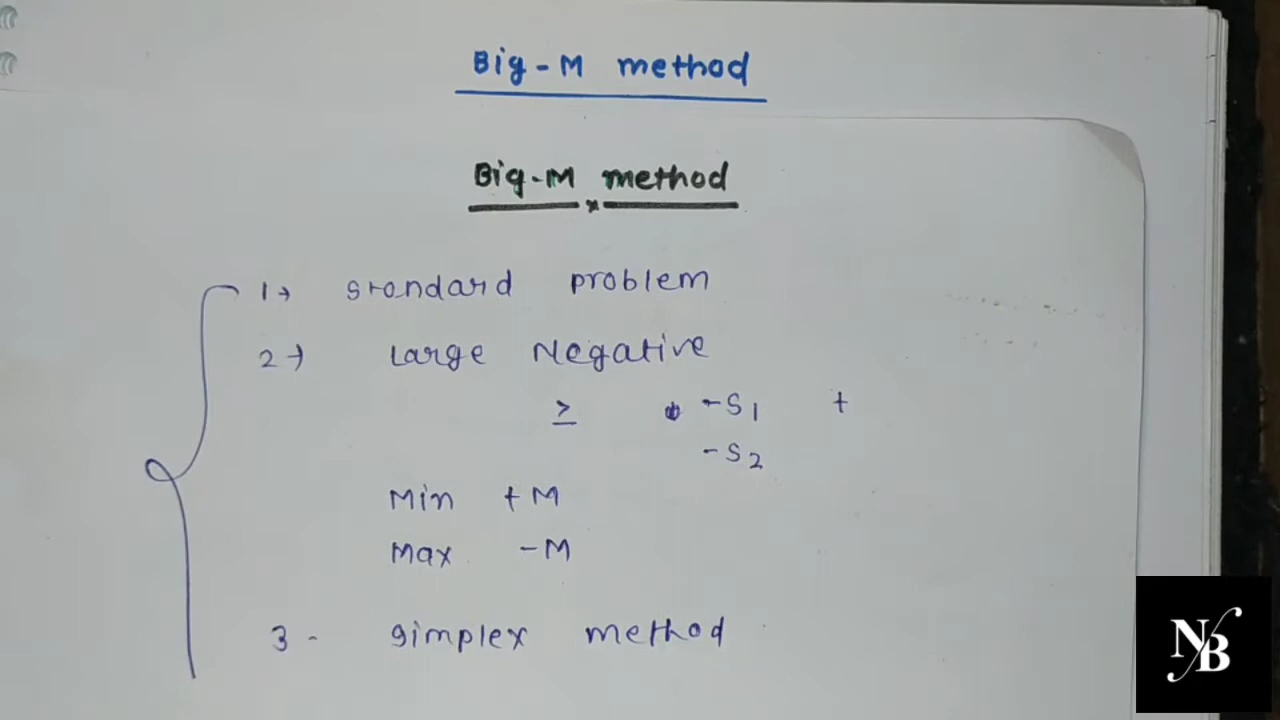 Big-M method
Big-M method
1→ standard problem
2→ Large Negative
≥ -S1 +
-S2
Min +M
Max -M
3- simplex method
NB